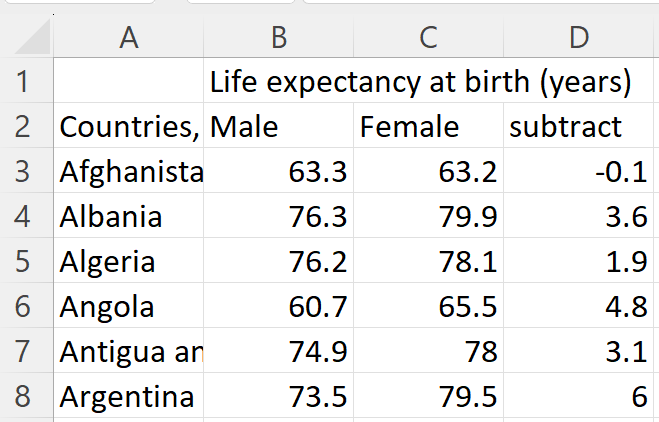 A B C D
1 Life expectancy at birth (years)
2 Countries, Male Female subtract
3 Afghanista 63.3 63.2 -0.1
4 Albania 76.3 79.9 3.6
5 Algeria 76.2 78.1 1.9
6 Angola 60.7 65.5 4.8
7 Antigua an 74.9 78 3.1
8 Argentina 73.5 79.5 6